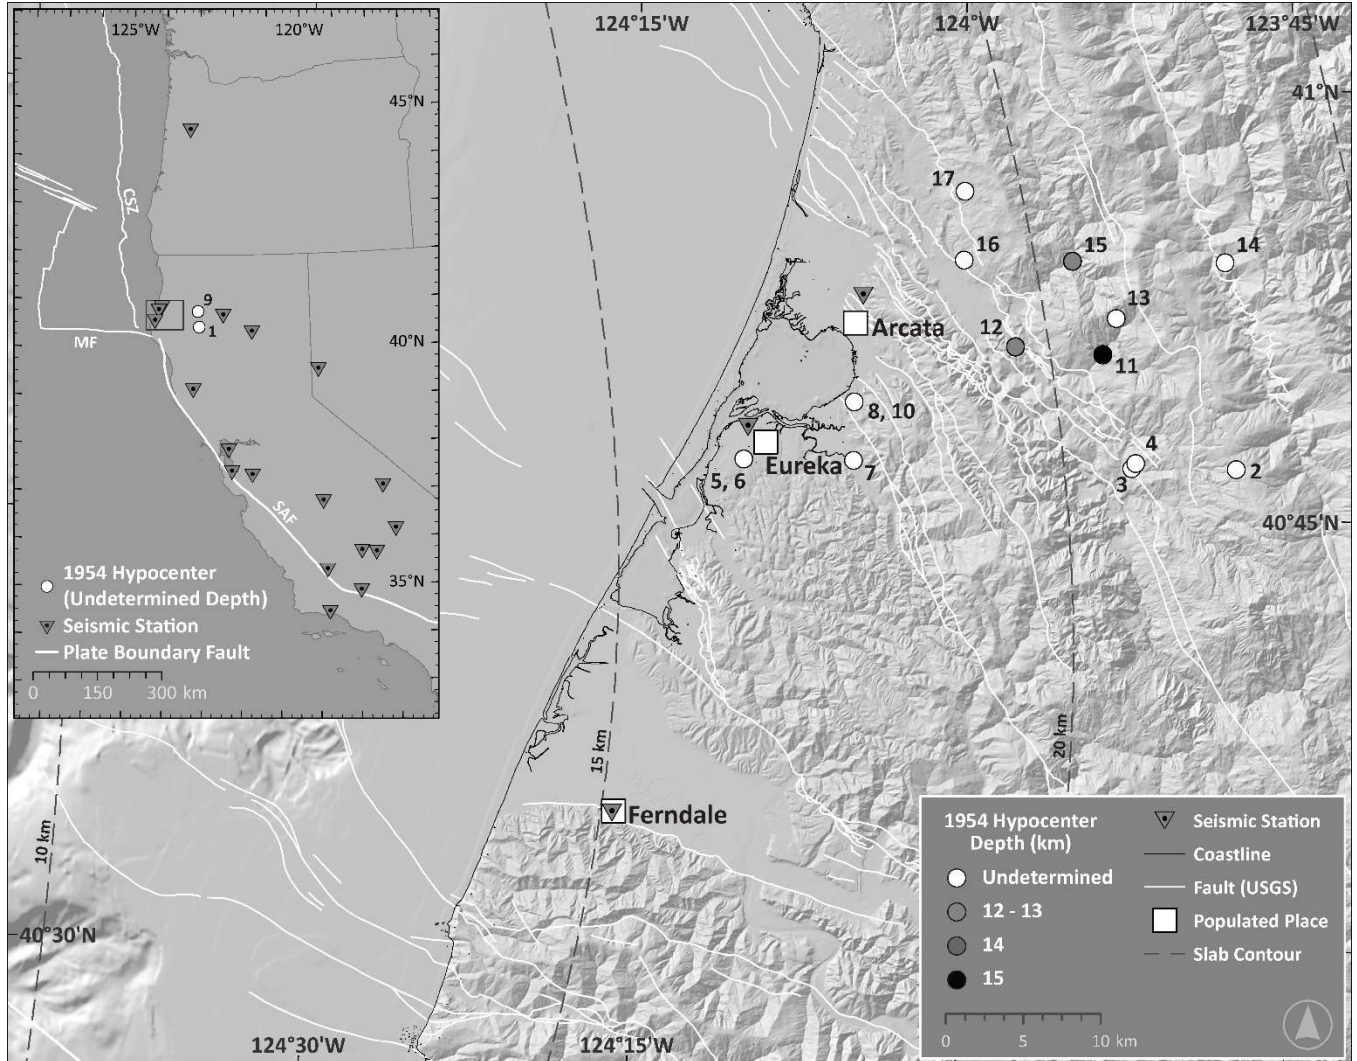 125°W
120°W
45°N
CSZ
9
1
40°N
MF
SAF
35°N
1954 Hypocenter
(Undetermined Depth)
Seismic Station
Plate Boundary Fault
0 150 300 km
124°15'W
124°W
123°45'W
41°N
17
16
15
14
13
12
11
Arcata
8, 10
4
Eureka
5, 6
7
3
2
40°45'N
15 km
20 km
10 km
Ferndale
40°30'N
124°30'W
124°15'W
1954 Hypocenter
Depth (km)
Undetermined
12 - 13
14
15
0 5 10 km
Seismic Station
Coastline
Fault (USGS)
Populated Place
Slab Contour